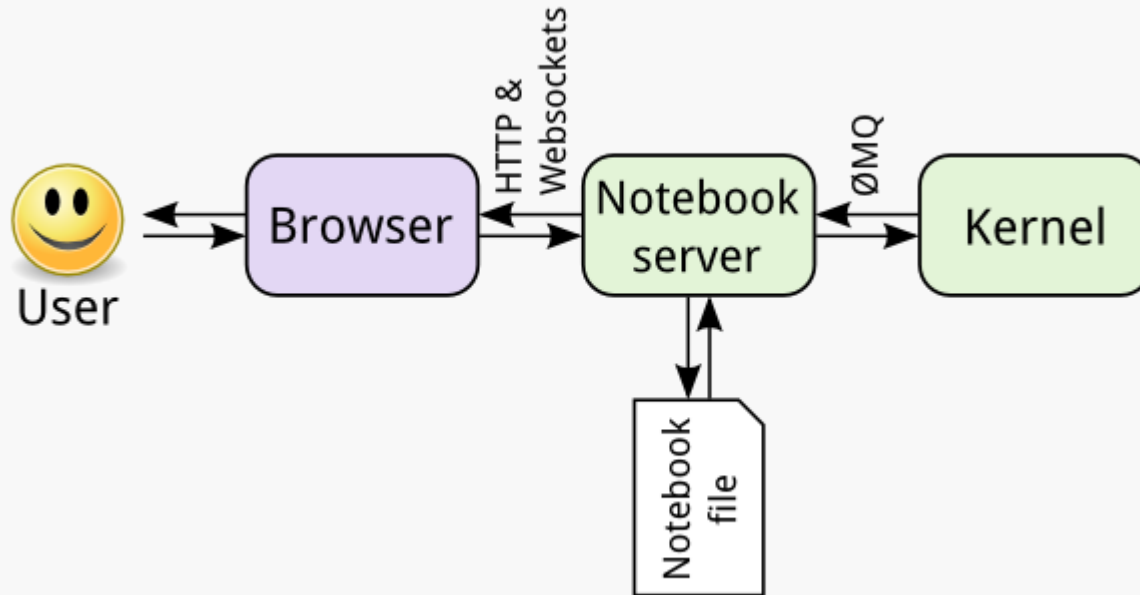 HTTP &
Websockets
ØMQ
User
Browser
Notebook
server
Kernel
Notebook
file